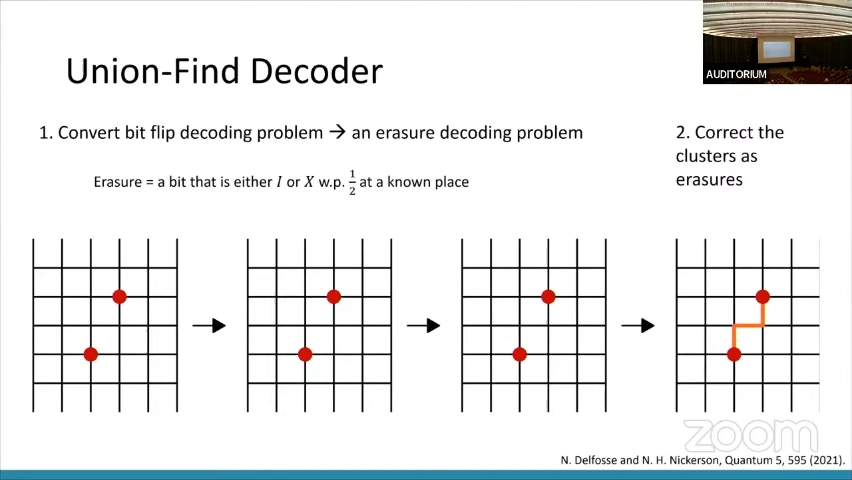 AUDITORIUM
Union-Find Decoder
1. Convert bit flip decoding problem → an erasure decoding problem
Erasure = a bit that is either I or X w.p. 1/2 at a known place
2. Correct the
clusters as
erasures
zoom
N. Delfosse and N. H. Nickerson, Quantum 5, 595 (2021).